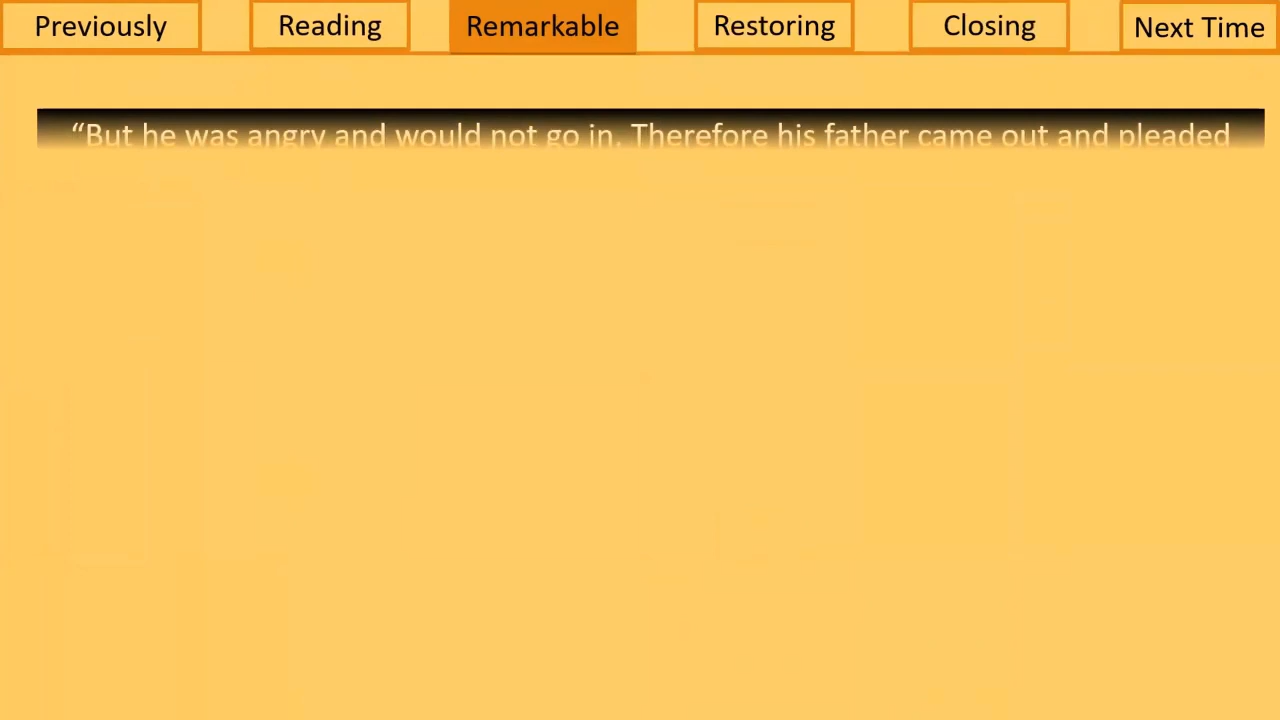 Previously Reading Remarkable Restoring Closing Next Time
“But he was angry and would not go in. Therefore his father came out and pleaded